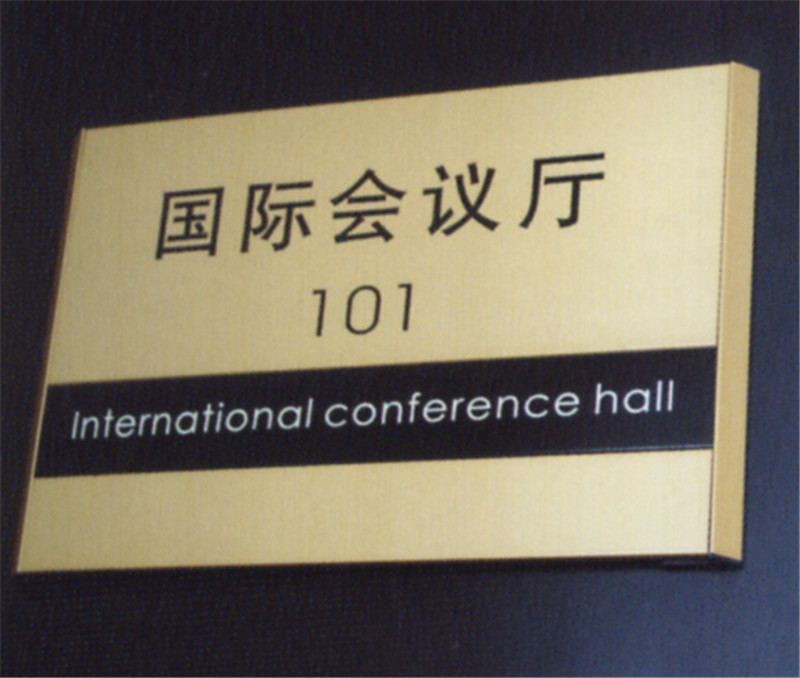 国际会议厅
101
International conference hall